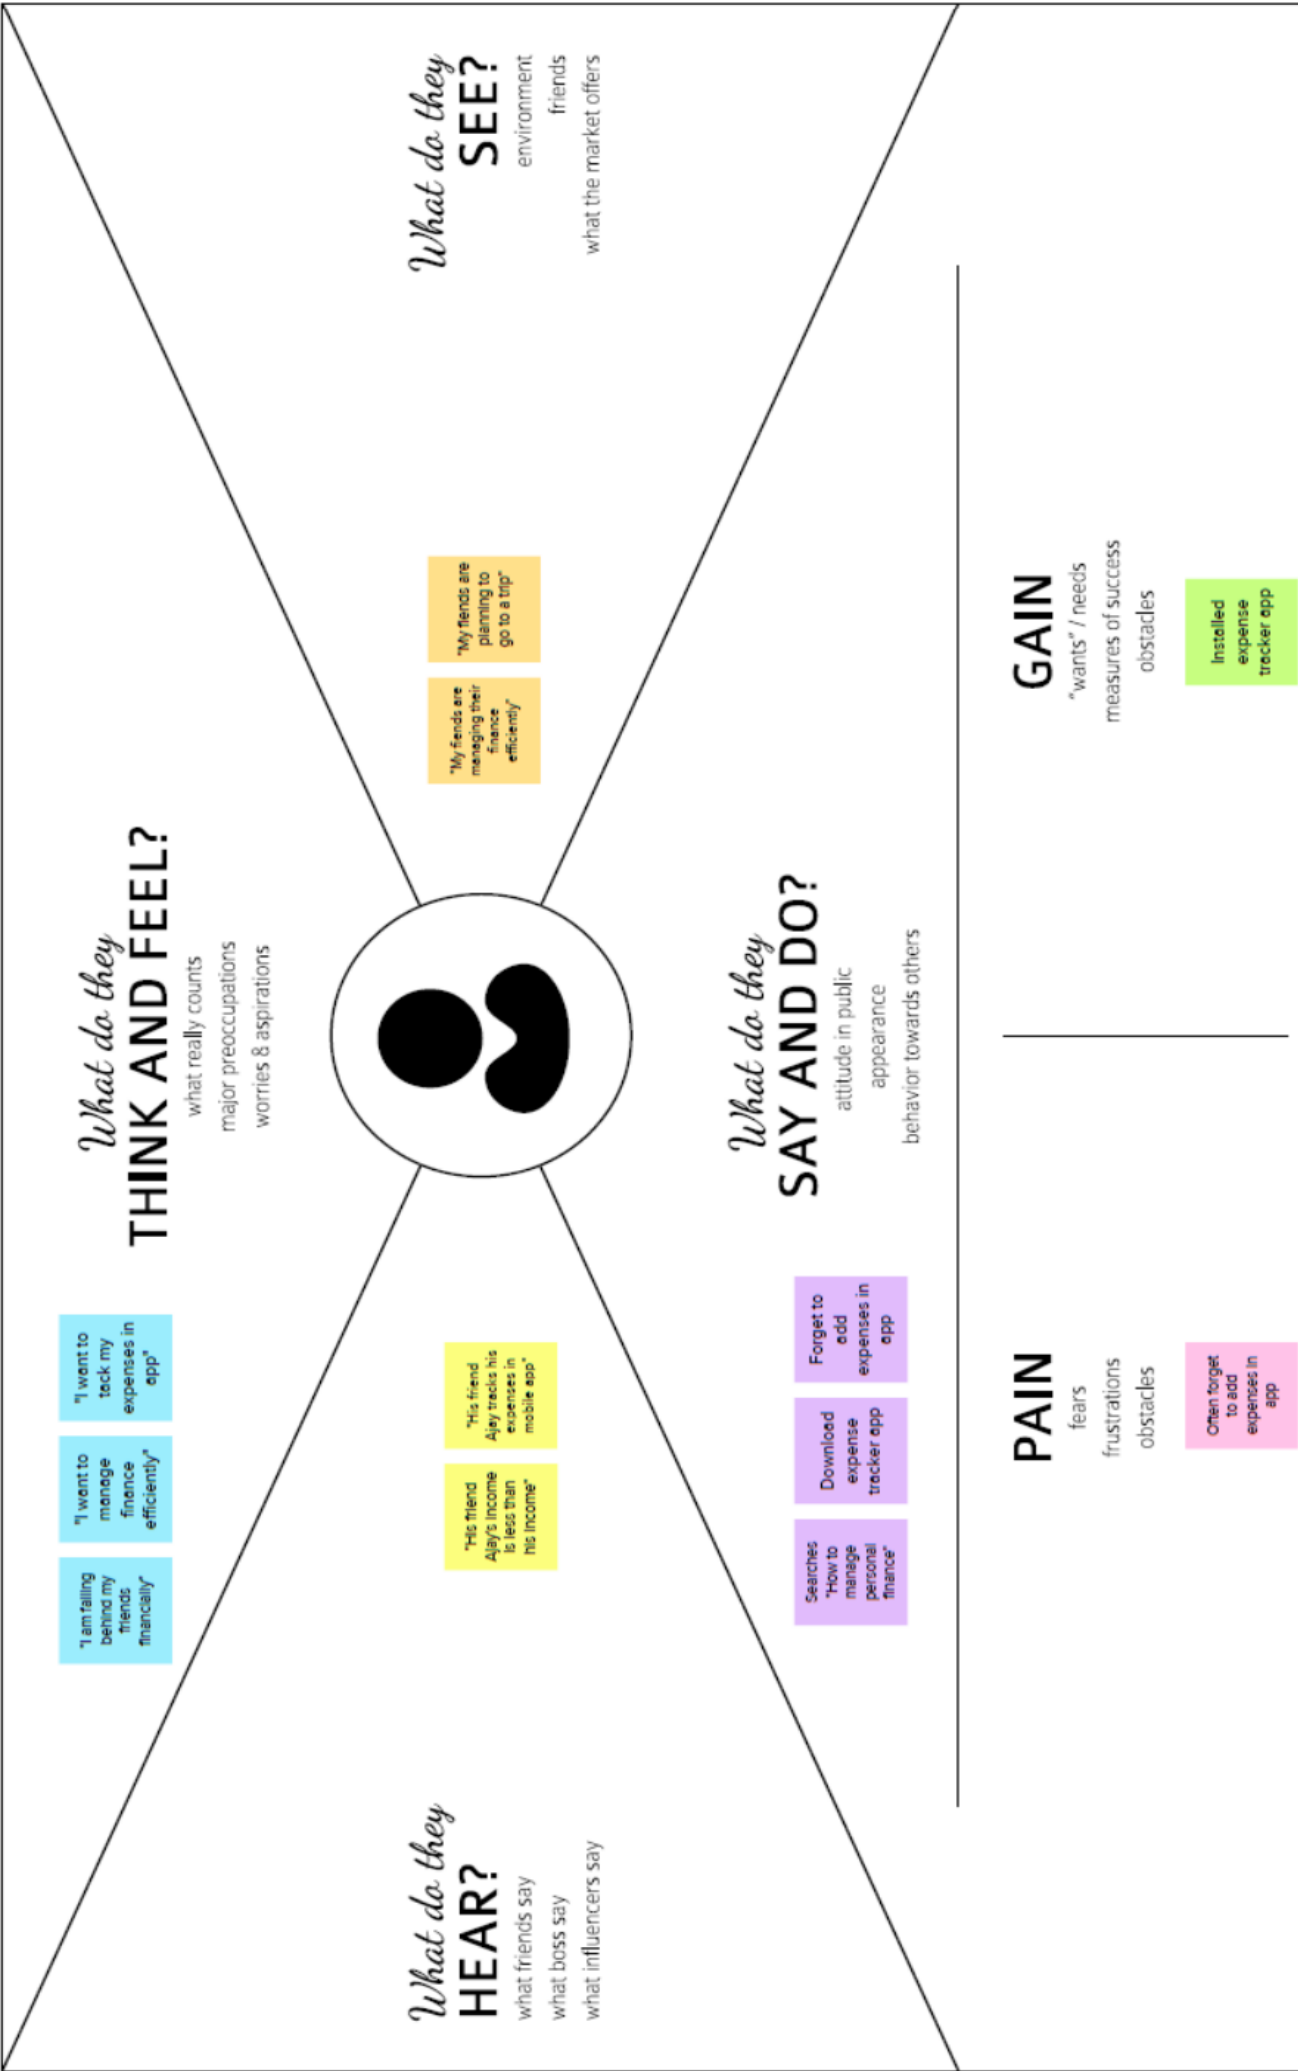 What do they
THINK AND FEEL?
what really counts
major preoccupations
worries & aspirations
"I am falling
behind my
friends
financially"
"I want to
manage
finance
efficiently"
"I want to
tack my
expenses in
app"
What do they
HEAR?
what friends say
what boss say
what influencers say
"His friend
Ajay's income
is less than
his income"
"His friend
Ajay tracks his
expenses in
mobile app"
"My fiends are
managing their
finance
efficiently"
"My fiends are
planning to
go to a trip"
What do they
SEE?
environment
friends
what the market offers
What do they
SAY AND DO?
attitude in public
appearance
behavior towards others
Searches
"How to
manage
personal
finance"
Download
expense
tracker app
Forget to
add
expenses in
app
PAIN
fears
frustrations
obstacles
Often forget
to add
expenses in
app
GAIN
"wants" / needs
measures of success
obstacles
Installed
expense
tracker app